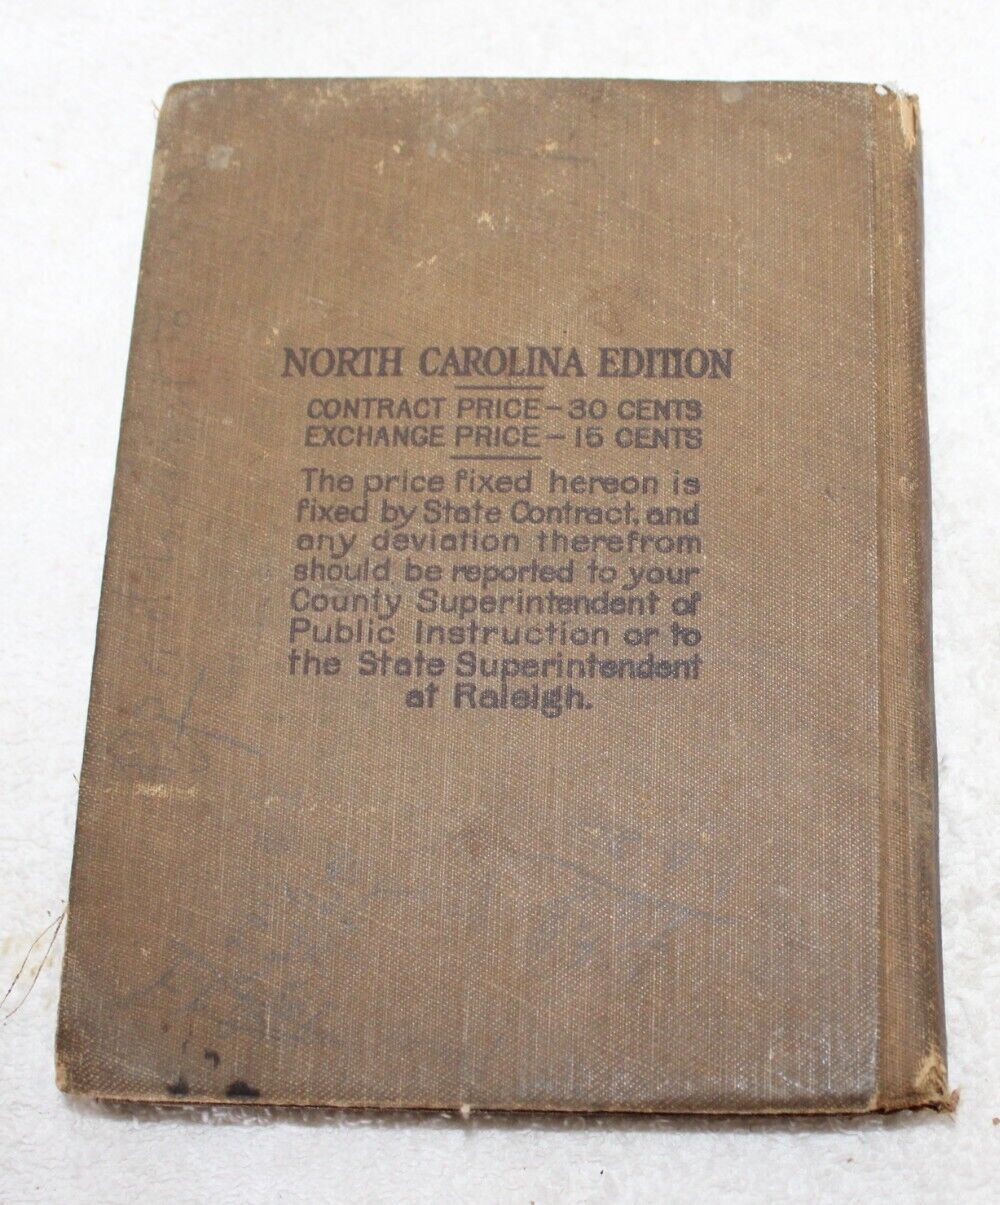 NORTH CAROLINA EDITION
CONTRACT PRICE - 30 CENTS
EXCHANGE PRICE - 15 CENTS
The price fixed hereon is
fixed by State Contract, and
any deviation therefrom
should be reported to your
County Superintendent of
Public Instruction or to
the State Superintendent
at Raleigh.